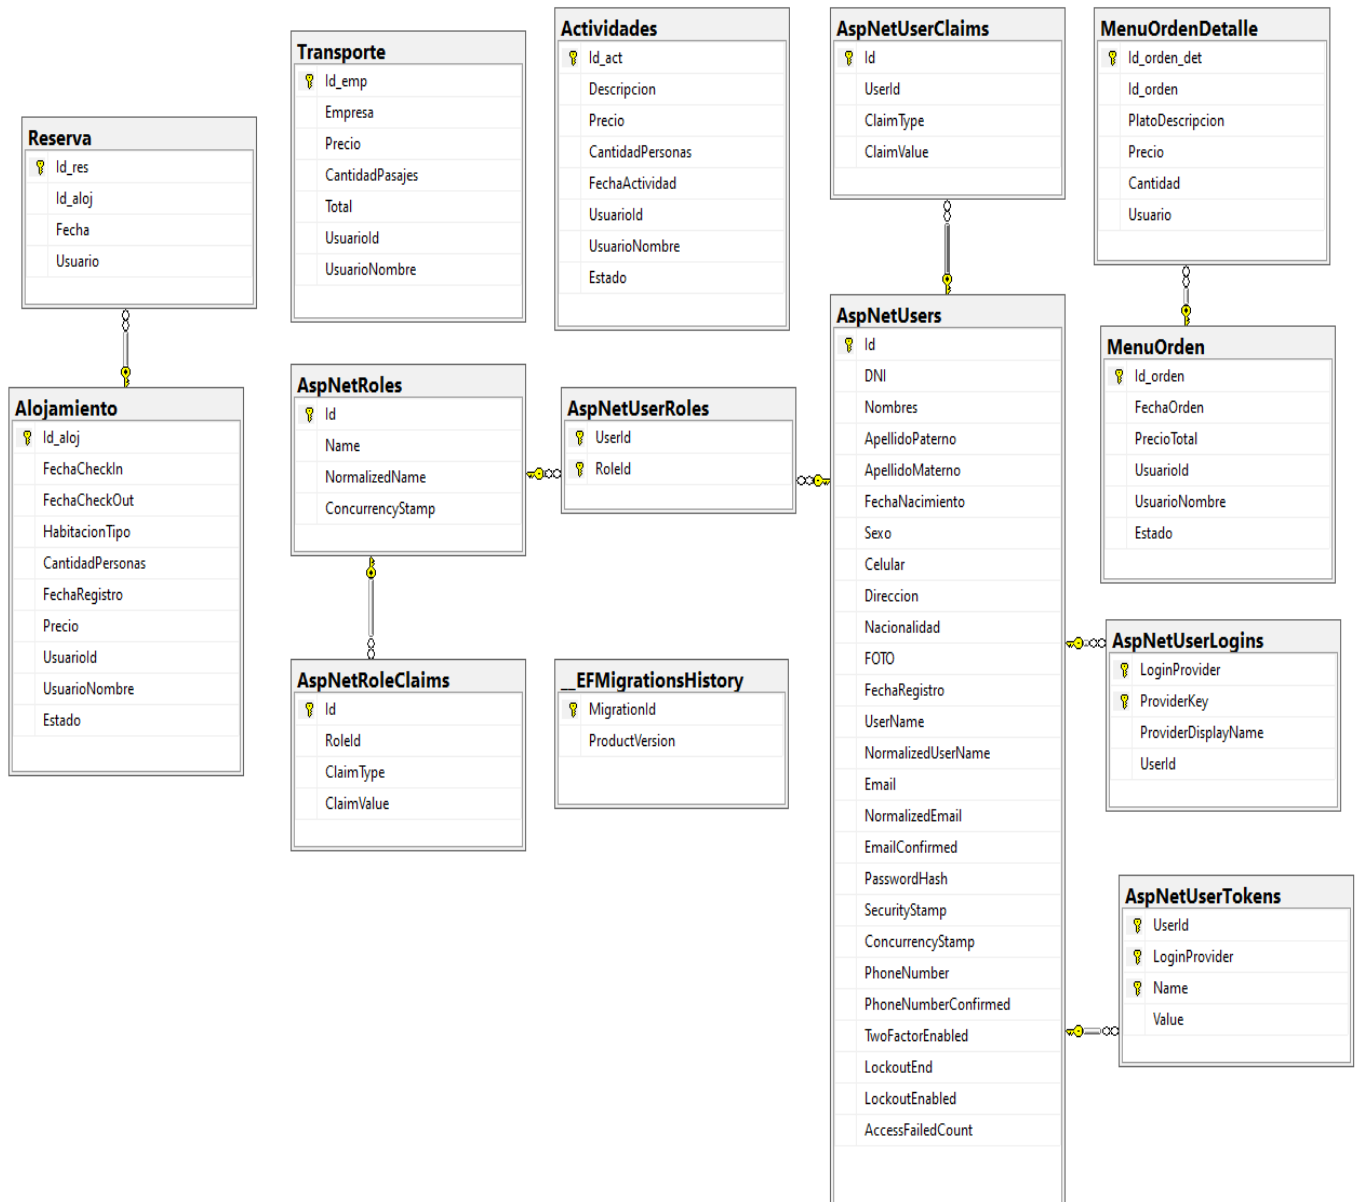 Reserva
Id_res
Id_aloj
Fecha
Usuario
Transporte
Id_emp
Empresa
Precio
CantidadPasajes
Total
UsuarioId
UsuarioNombre
Actividades
Id_act
Descripcion
Precio
CantidadPersonas
FechaActividad
UsuarioId
UsuarioNombre
Estado
AspNetUserClaims
Id
UserId
ClaimType
ClaimValue
MenuOrdenDetalle
Id_orden_det
Id_orden
PlatoDescripcion
Precio
Cantidad
Usuario
Alojamiento
Id_aloj
FechaCheckIn
FechaCheckOut
HabitacionTipo
CantidadPersonas
FechaRegistro
Precio
UsuarioId
UsuarioNombre
Estado
AspNetRoles
Id
Name
NormalizedName
ConcurrencyStamp
AspNetUserRoles
UserId
RoleId
AspNetUsers
Id
DNI
Nombres
ApellidoPaterno
ApellidoMaterno
FechaNacimiento
Sexo
Celular
Direccion
Nacionalidad
FOTO
FechaRegistro
UserName
NormalizedUserName
Email
NormalizedEmail
EmailConfirmed
PasswordHash
SecurityStamp
ConcurrencyStamp
PhoneNumber
PhoneNumberConfirmed
TwoFactorEnabled
LockoutEnd
LockoutEnabled
AccessFailedCount
MenuOrden
Id_orden
FechaOrden
PrecioTotal
UsuarioId
UsuarioNombre
Estado
AspNetRoleClaims
Id
RoleId
ClaimType
ClaimValue
__EFMigrationsHistory
MigrationId
ProductVersion
AspNetUserLogins
LoginProvider
ProviderKey
ProviderDisplayName
UserId
AspNetUserTokens
UserId
LoginProvider
Name
Value